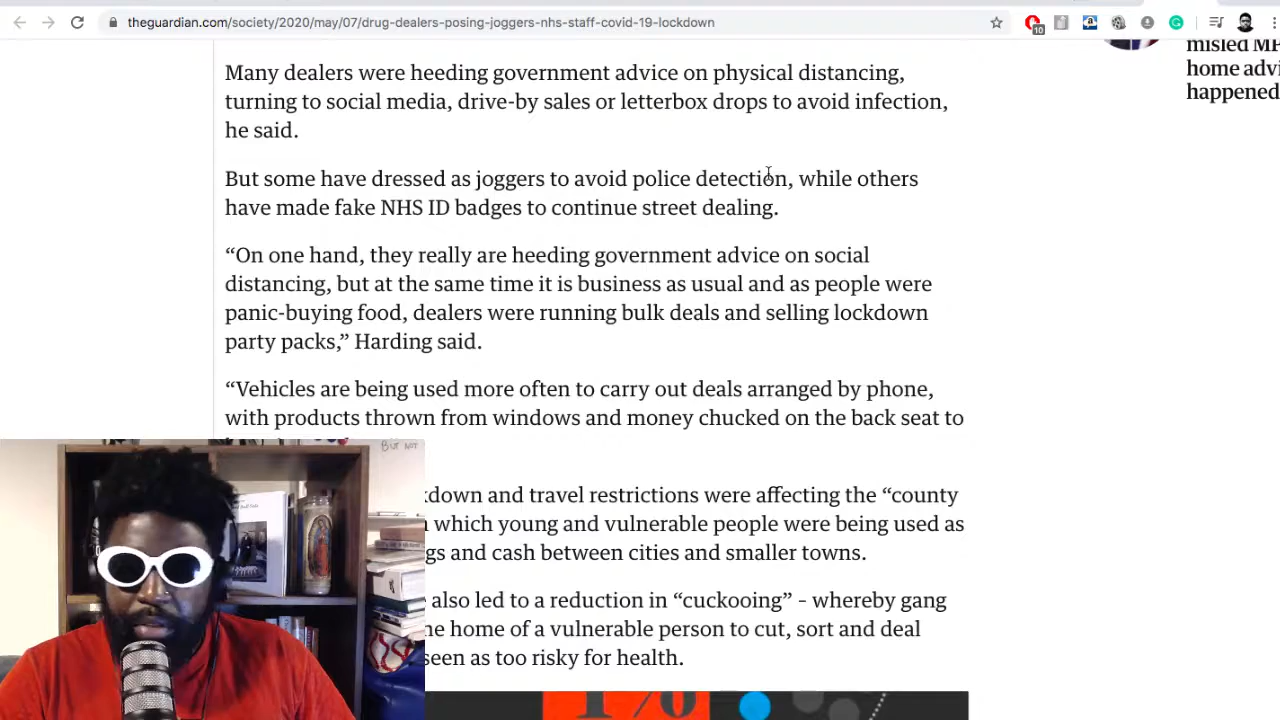 theguardian.com/society/2020/may/07/drug-dealers-posing-joggers-nhs-staff-covid-19-lockdown
10
misled MP
home advi
happened
Many dealers were heeding government advice on physical distancing,
turning to social media, drive-by sales or letterbox drops to avoid infection,
he said.
But some have dressed as joggers to avoid police detection, while others
have made fake NHS ID badges to continue street dealing.
“On one hand, they really are heeding government advice on social
distancing, but at the same time it is business as usual and as people were
panic-buying food, dealers were running bulk deals and selling lockdown
party packs,” Harding said.
“Vehicles are being used more often to carry out deals arranged by phone,
with products thrown from windows and money chucked on the back seat to
BUT NOT
kdown and travel restrictions were affecting the “county
which young and vulnerable people were being used as
gs and cash between cities and smaller towns.
also led to a reduction in “cuckooing” – whereby gang
he home of a vulnerable person to cut, sort and deal
seen as too risky for health.
1%